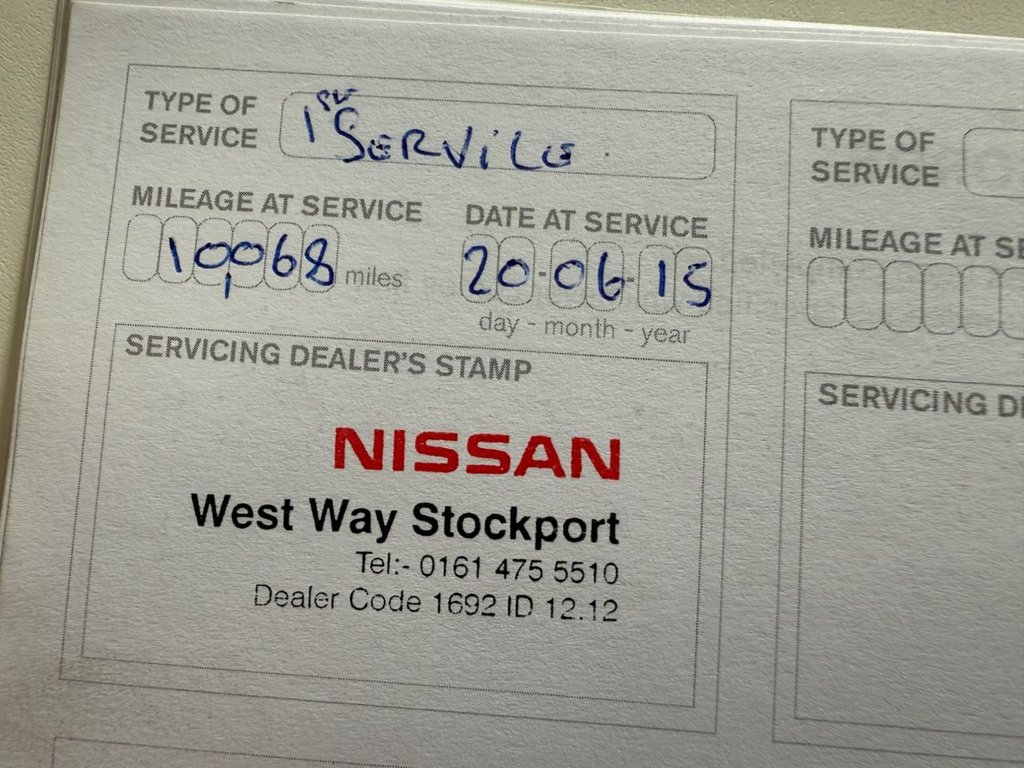 TYPE OF
SERVICE
1st SERVICE
MILEAGE AT SERVICE
10,068 miles
DATE AT SERVICE
20-06-15
day - month - year
SERVICING DEALER'S STAMP
NISSAN
West Way Stockport
Tel:- 0161 475 5510
Dealer Code 1692 ID 12.12
TYPE OF
SERVICE
MILEAGE AT SE
SERVICING D